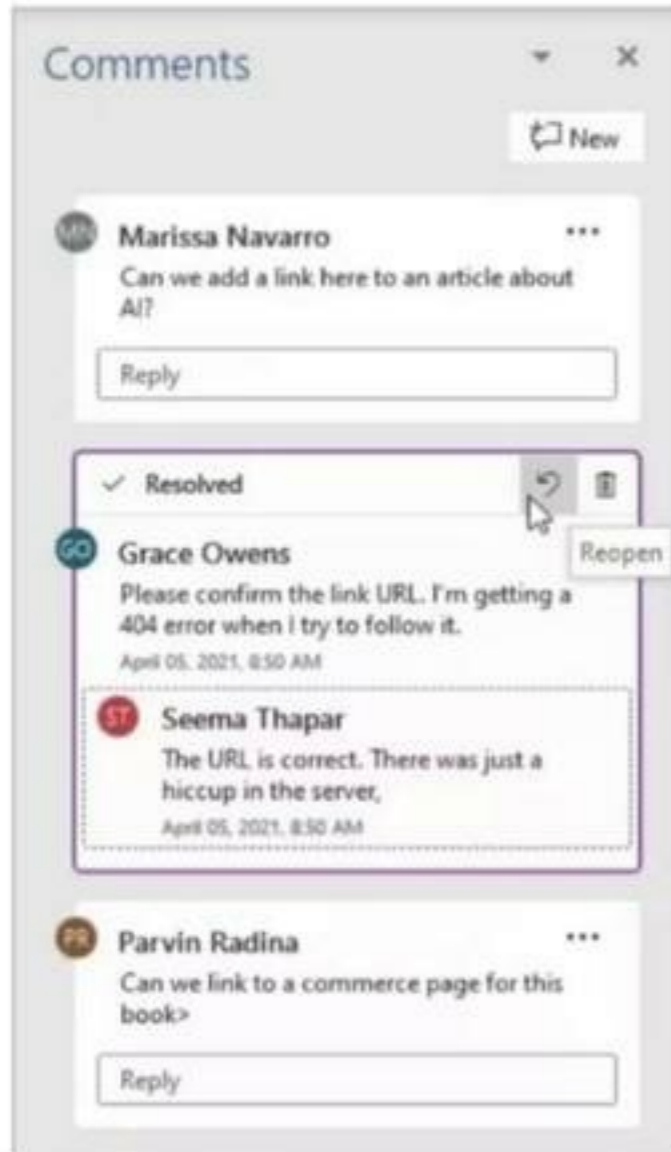 Comments
New
MN
Marissa Navarro
Can we add a link here to an article about
AI?
Reply
Resolved
Reopen
GO
Grace Owens
Please confirm the link URL. I'm getting a
404 error when I try to follow it.
April 05, 2021, 8:50 AM
ST
Seema Thapar
The URL is correct. There was just a
hiccup in the server,
April 05, 2021, 8:50 AM
PR
Parvin Radina
Can we link to a commerce page for this
book>
Reply